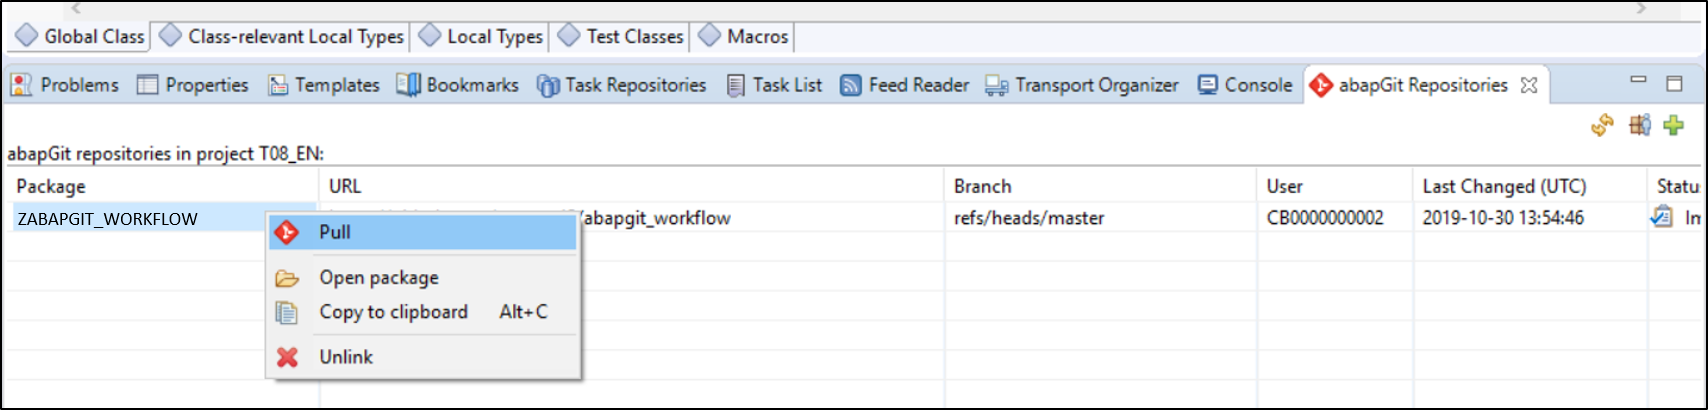 Global Class Class-relevant Local Types Local Types Test Classes Macros
Problems Properties Templates Bookmarks Task Repositories Task List Feed Reader Transport Organizer Console abapGit Repositories
abapGit repositories in project T08_EN:
Package URL Branch User Last Changed (UTC) Statu
ZABAPGIT_WORKFLOW /abapgit_workflow refs/heads/master CB0000000002 2019-10-30 13:54:46 Im
Pull
Open package
Copy to clipboard Alt+C
Unlink